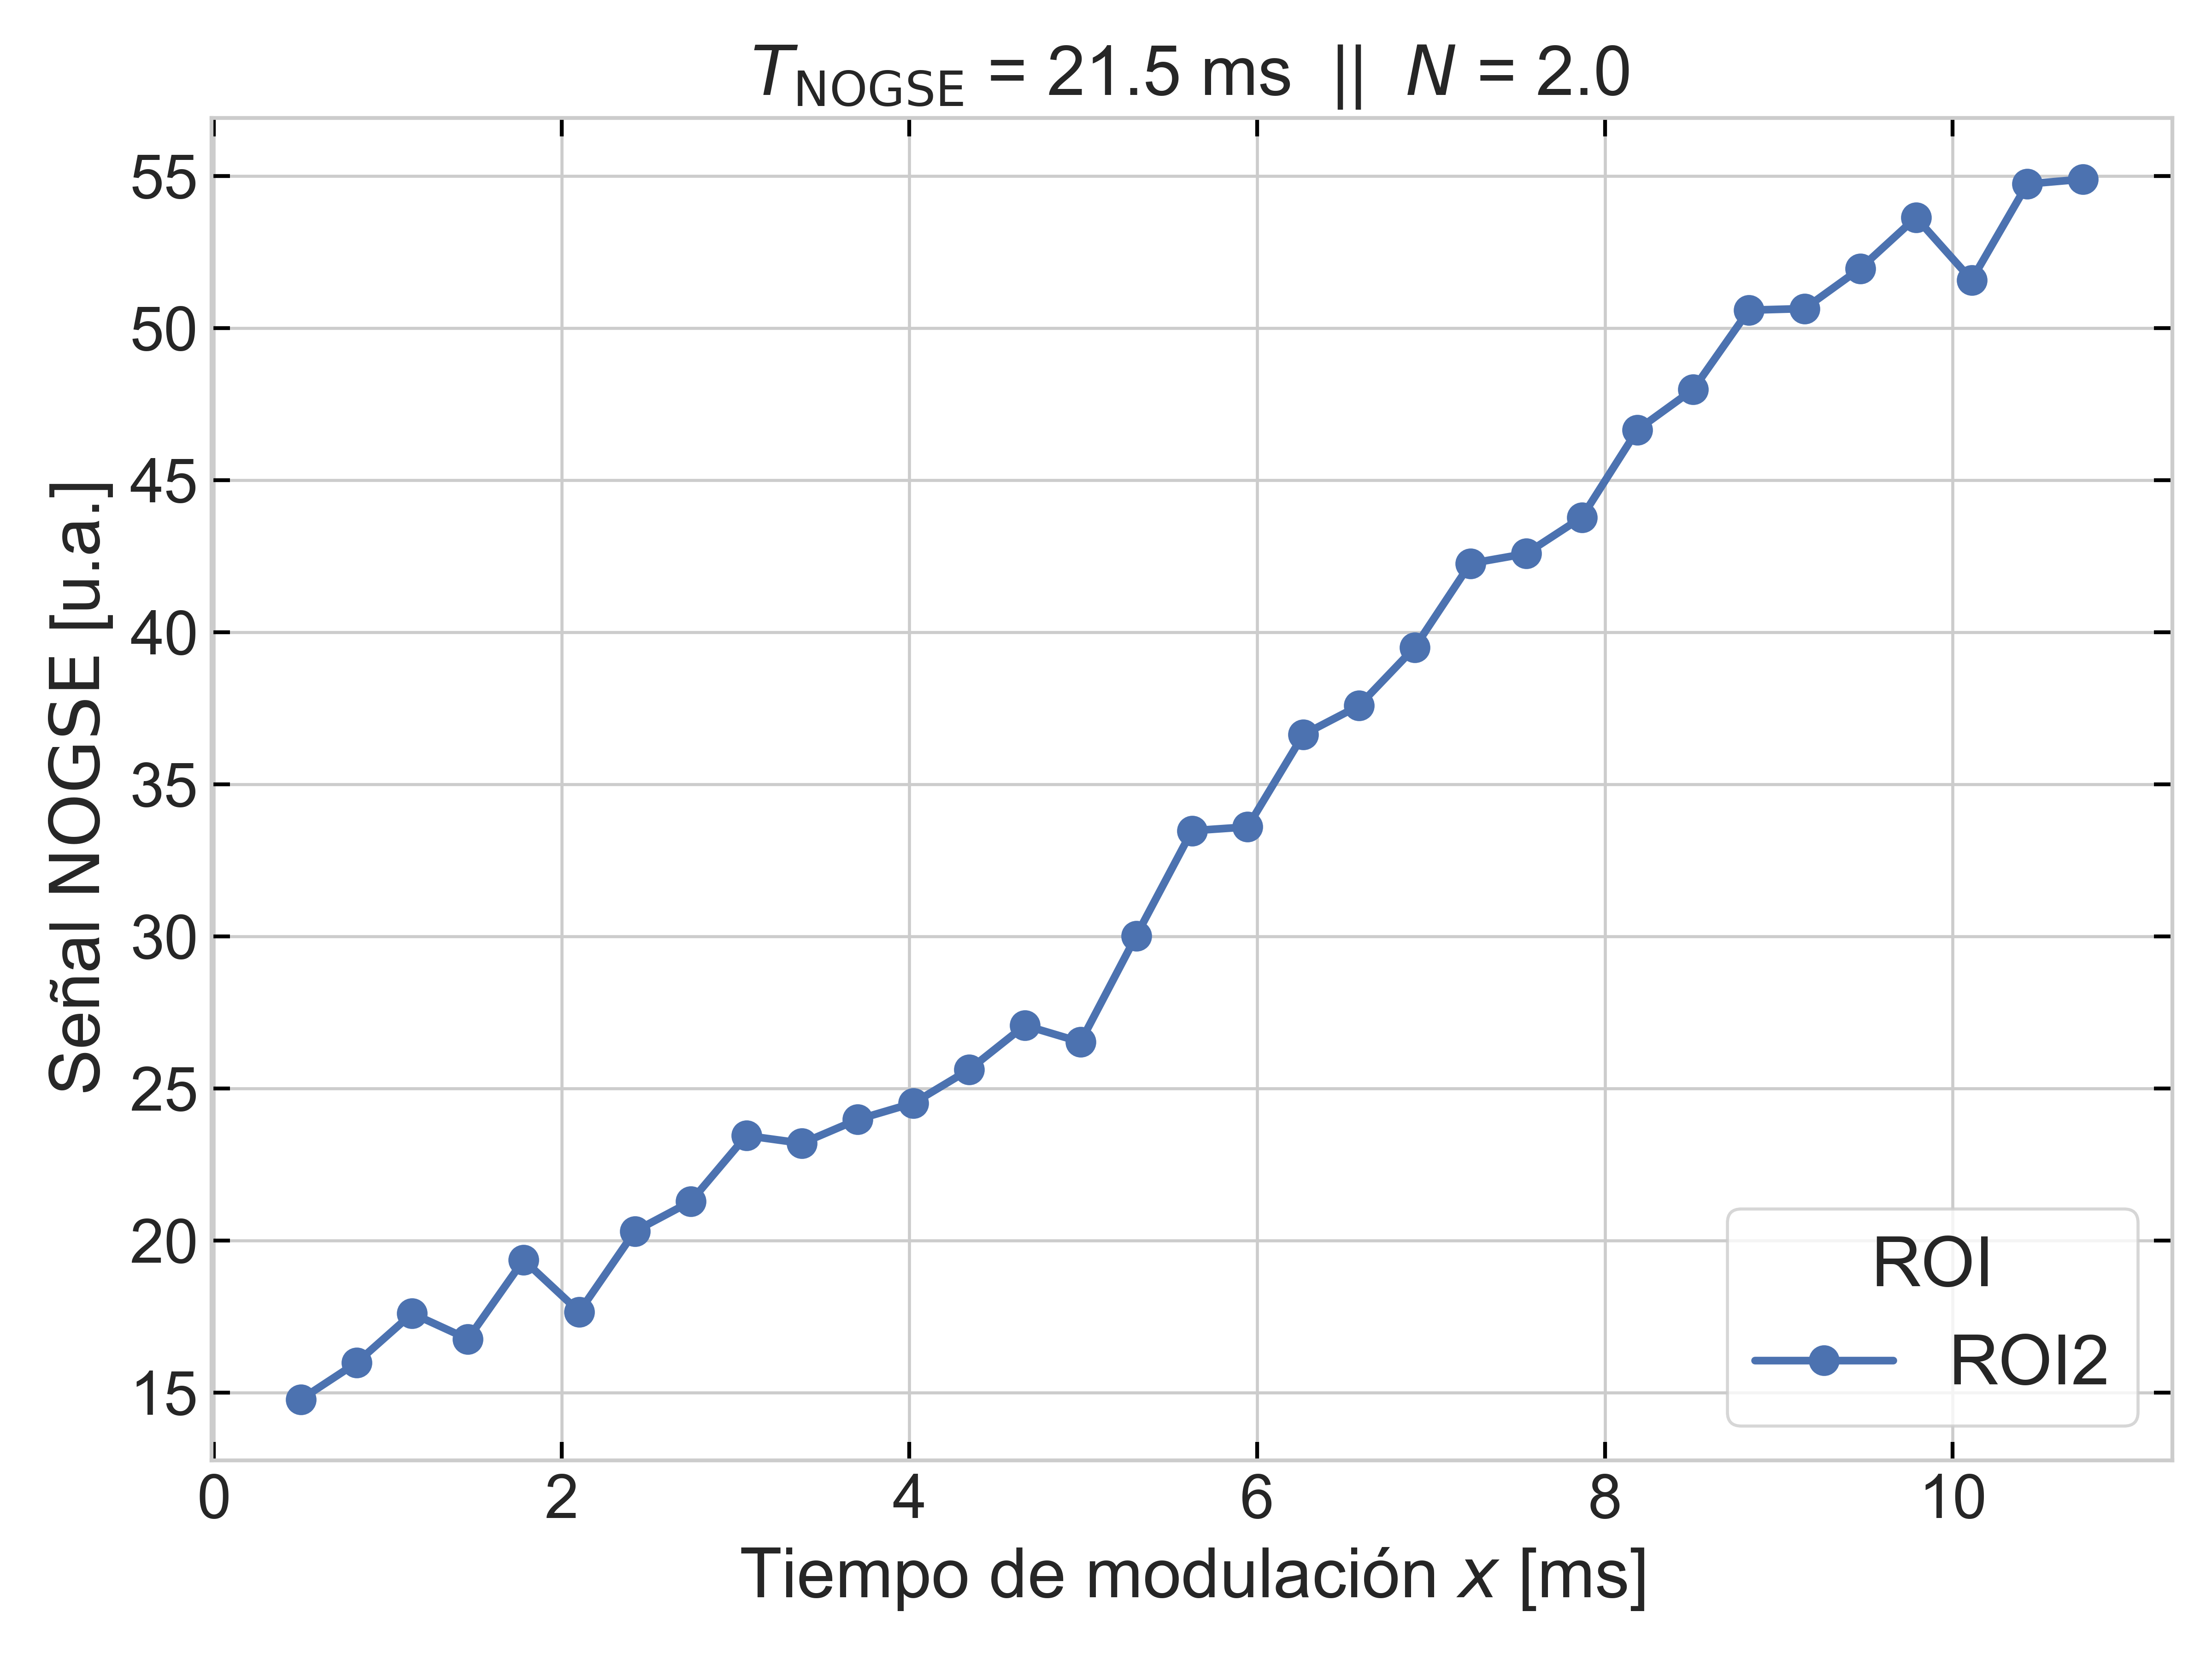 T_NOGSE = 21.5 ms || N = 2.0
Señal NOGSE [u.a.]
55
50
45
40
35
30
25
20
15
ROI
ROI2
0 2 4 6 8 10
Tiempo de modulación x [ms]